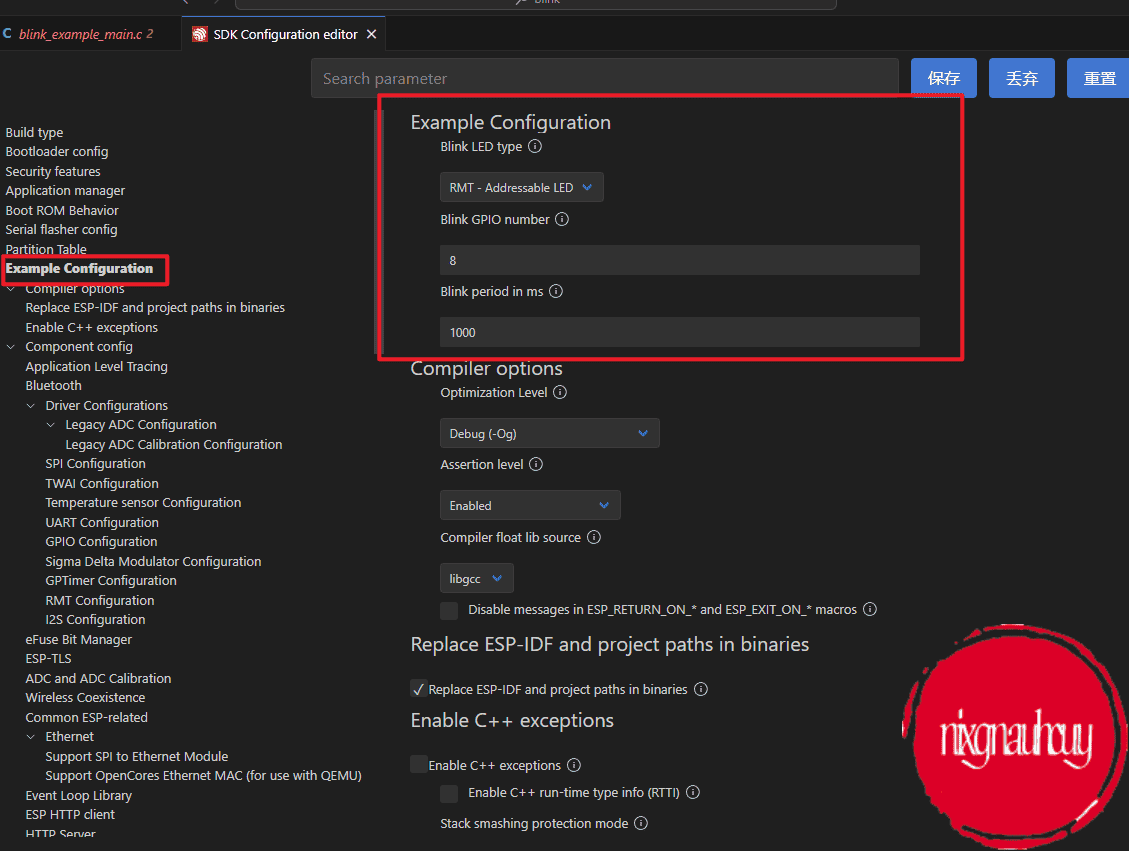 Blink
blink_example_main.c 2
SDK Configuration editor
Search parameter
保存
丢弃
重置
Build type
Bootloader config
Security features
Application manager
Boot ROM Behavior
Serial flasher config
Partition Table
Example Configuration
Compiler options
Replace ESP-IDF and project paths in binaries
Enable C++ exceptions
Component config
Application Level Tracing
Bluetooth
Driver Configurations
Legacy ADC Configuration
Legacy ADC Calibration Configuration
SPI Configuration
TWAI Configuration
Temperature sensor Configuration
UART Configuration
GPIO Configuration
Sigma Delta Modulator Configuration
GPTimer Configuration
RMT Configuration
I2S Configuration
eFuse Bit Manager
ESP-TLS
ADC and ADC Calibration
Wireless Coexistence
Common ESP-related
Ethernet
Support SPI to Ethernet Module
Support OpenCores Ethernet MAC (for use with QEMU)
Event Loop Library
ESP HTTP client
HTTP Server
Example Configuration
Blink LED type
RMT - Addressable LED
Blink GPIO number
8
Blink period in ms
1000
Compiler options
Optimization Level
Debug (-Og)
Assertion level
Enabled
Compiler float lib source
libgcc
Disable messages in ESP_RETURN_ON_* and ESP_EXIT_ON_* macros
Replace ESP-IDF and project paths in binaries
Replace ESP-IDF and project paths in binaries
Enable C++ exceptions
Enable C++ exceptions
Enable C++ run-time type info (RTTI)
Stack smashing protection mode